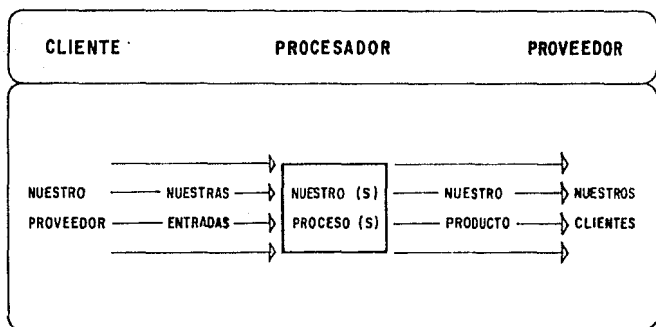 CLIENTE PROCESADOR PROVEEDOR
NUESTRO NUESTRAS NUESTRO (S) NUESTRO NUESTROS
PROVEEDOR ENTRADAS PROCESO (S) PRODUCTO CLIENTES